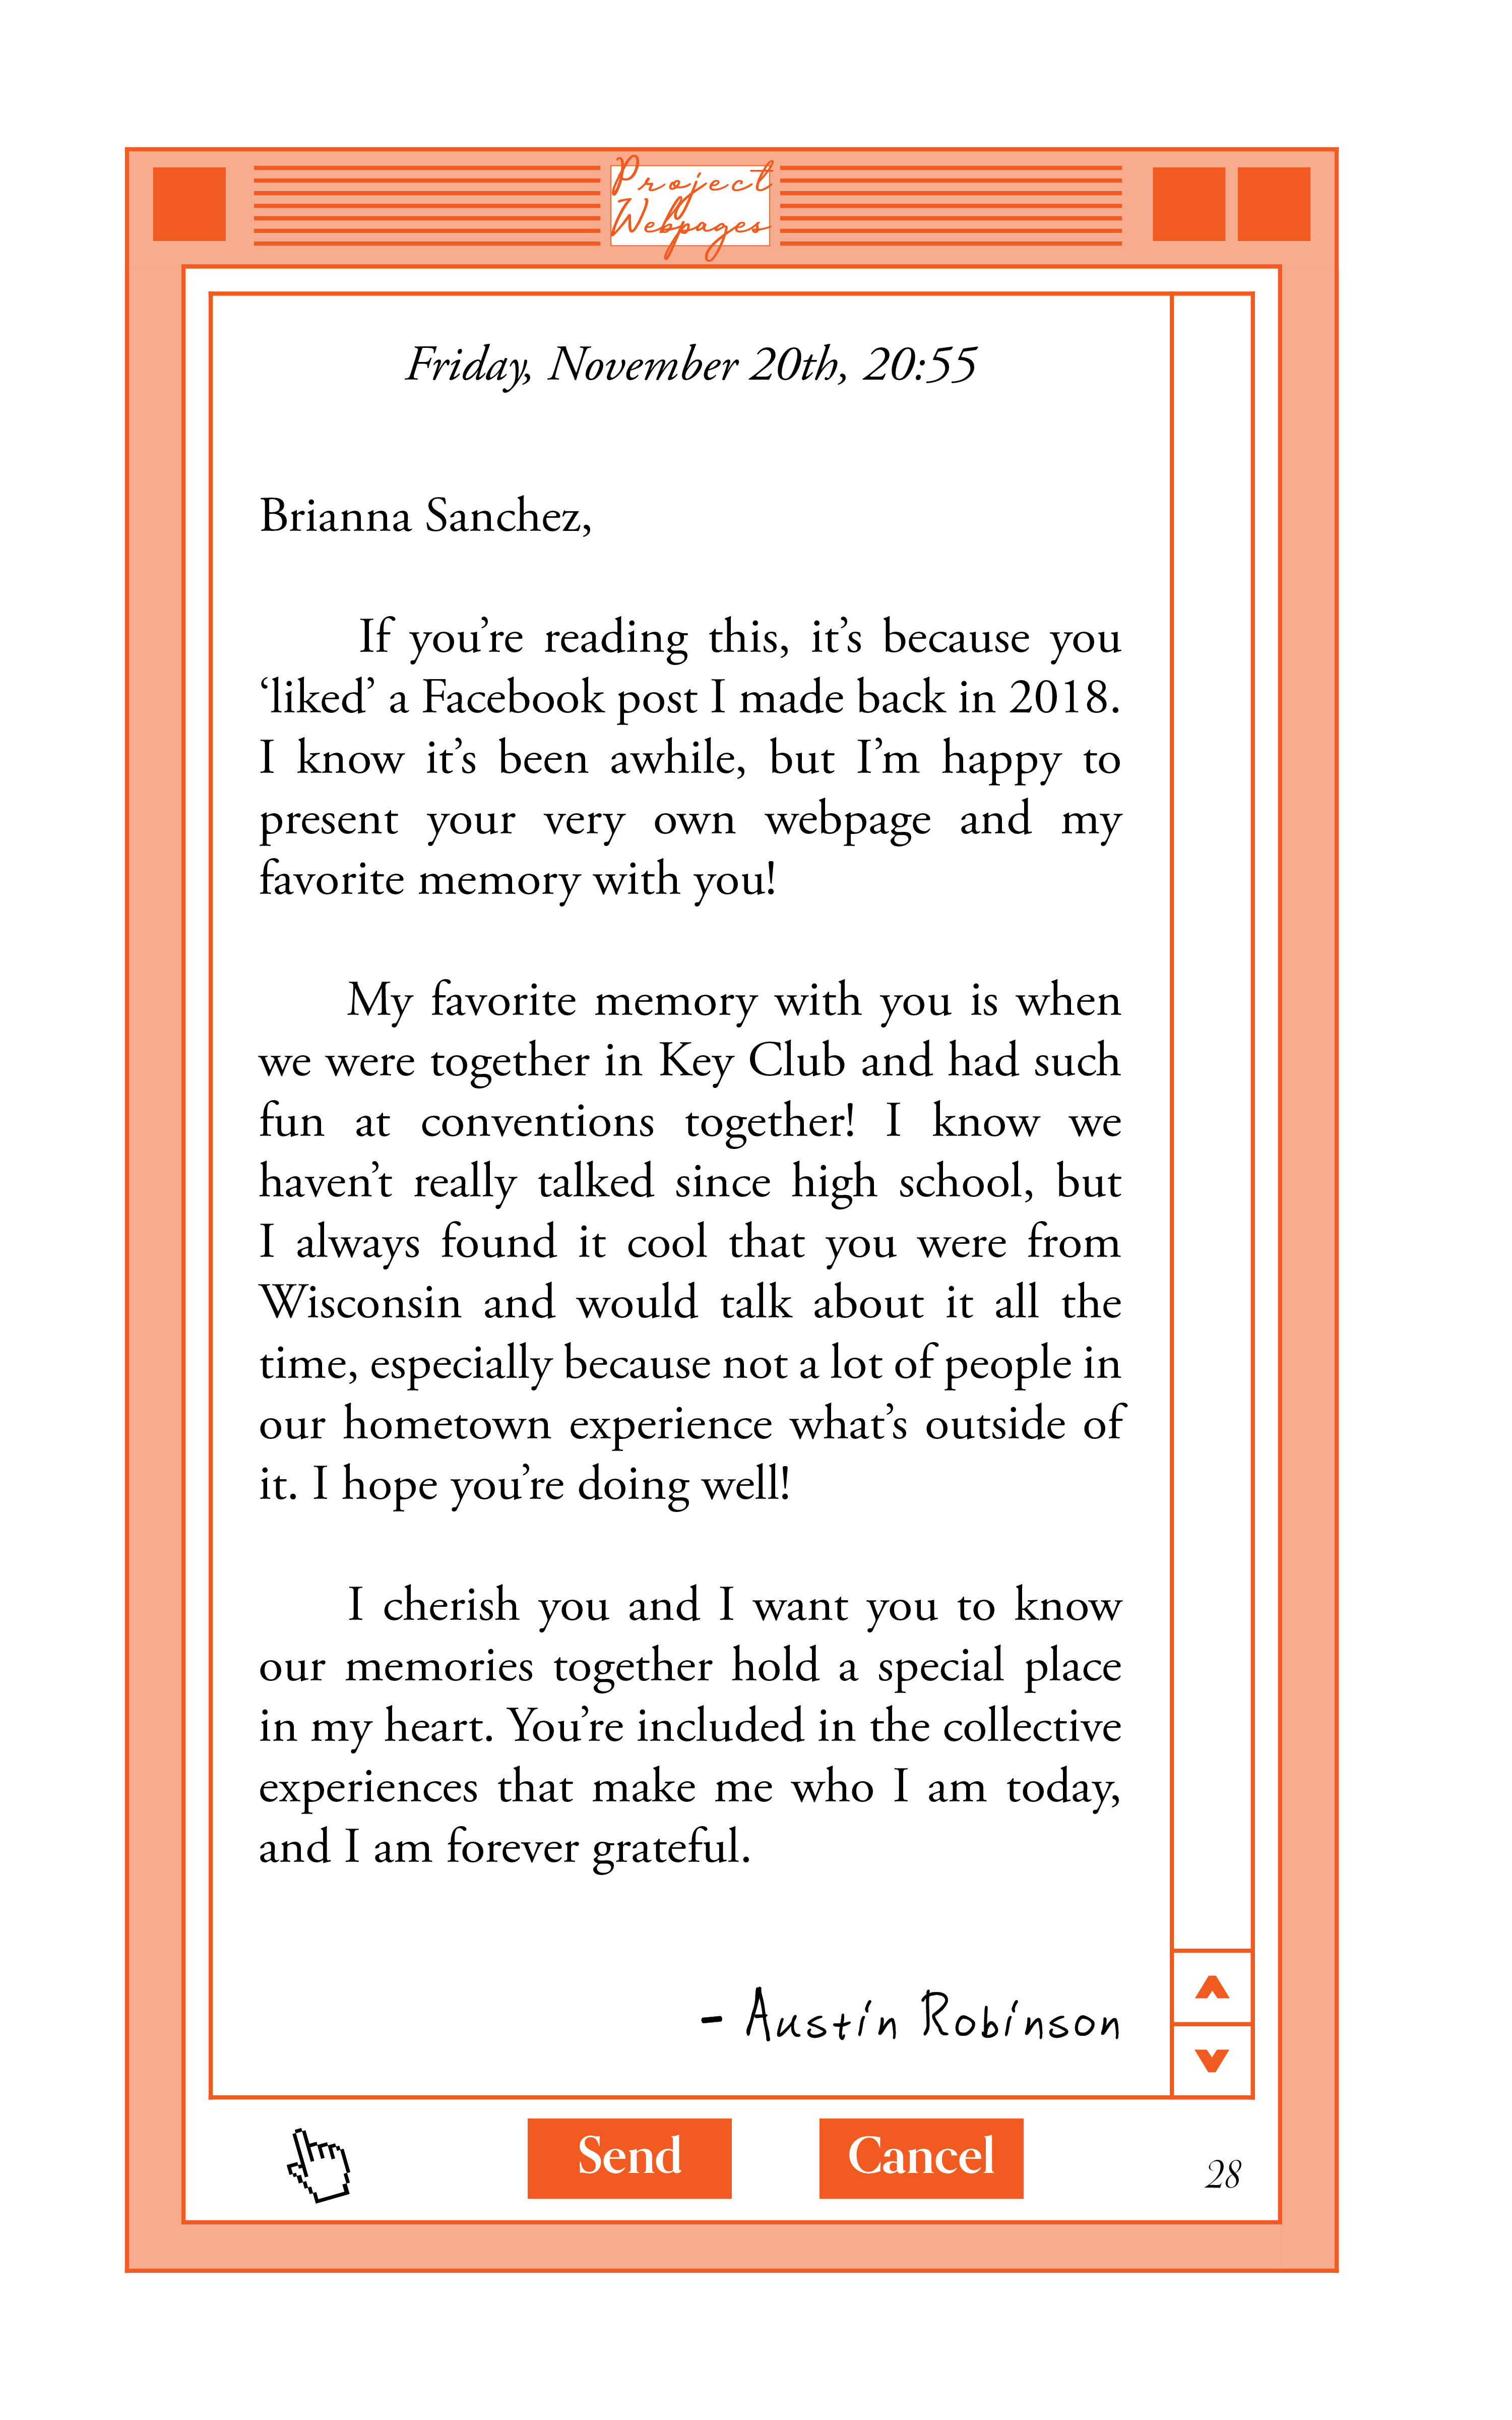 Project
Webpages
Friday, November 20th, 20:55
Brianna Sanchez,
If you’re reading this, it’s because you
‘liked’ a Facebook post I made back in 2018.
I know it’s been awhile, but I’m happy to
present your very own webpage and my
favorite memory with you!
My favorite memory with you is when
we were together in Key Club and had such
fun at conventions together! I know we
haven’t really talked since high school, but
I always found it cool that you were from
Wisconsin and would talk about it all the
time, especially because not a lot of people in
our hometown experience what’s outside of
it. I hope you’re doing well!
I cherish you and I want you to know
our memories together hold a special place
in my heart. You’re included in the collective
experiences that make me who I am today,
and I am forever grateful.
- Austin Robinson
Send Cancel
28